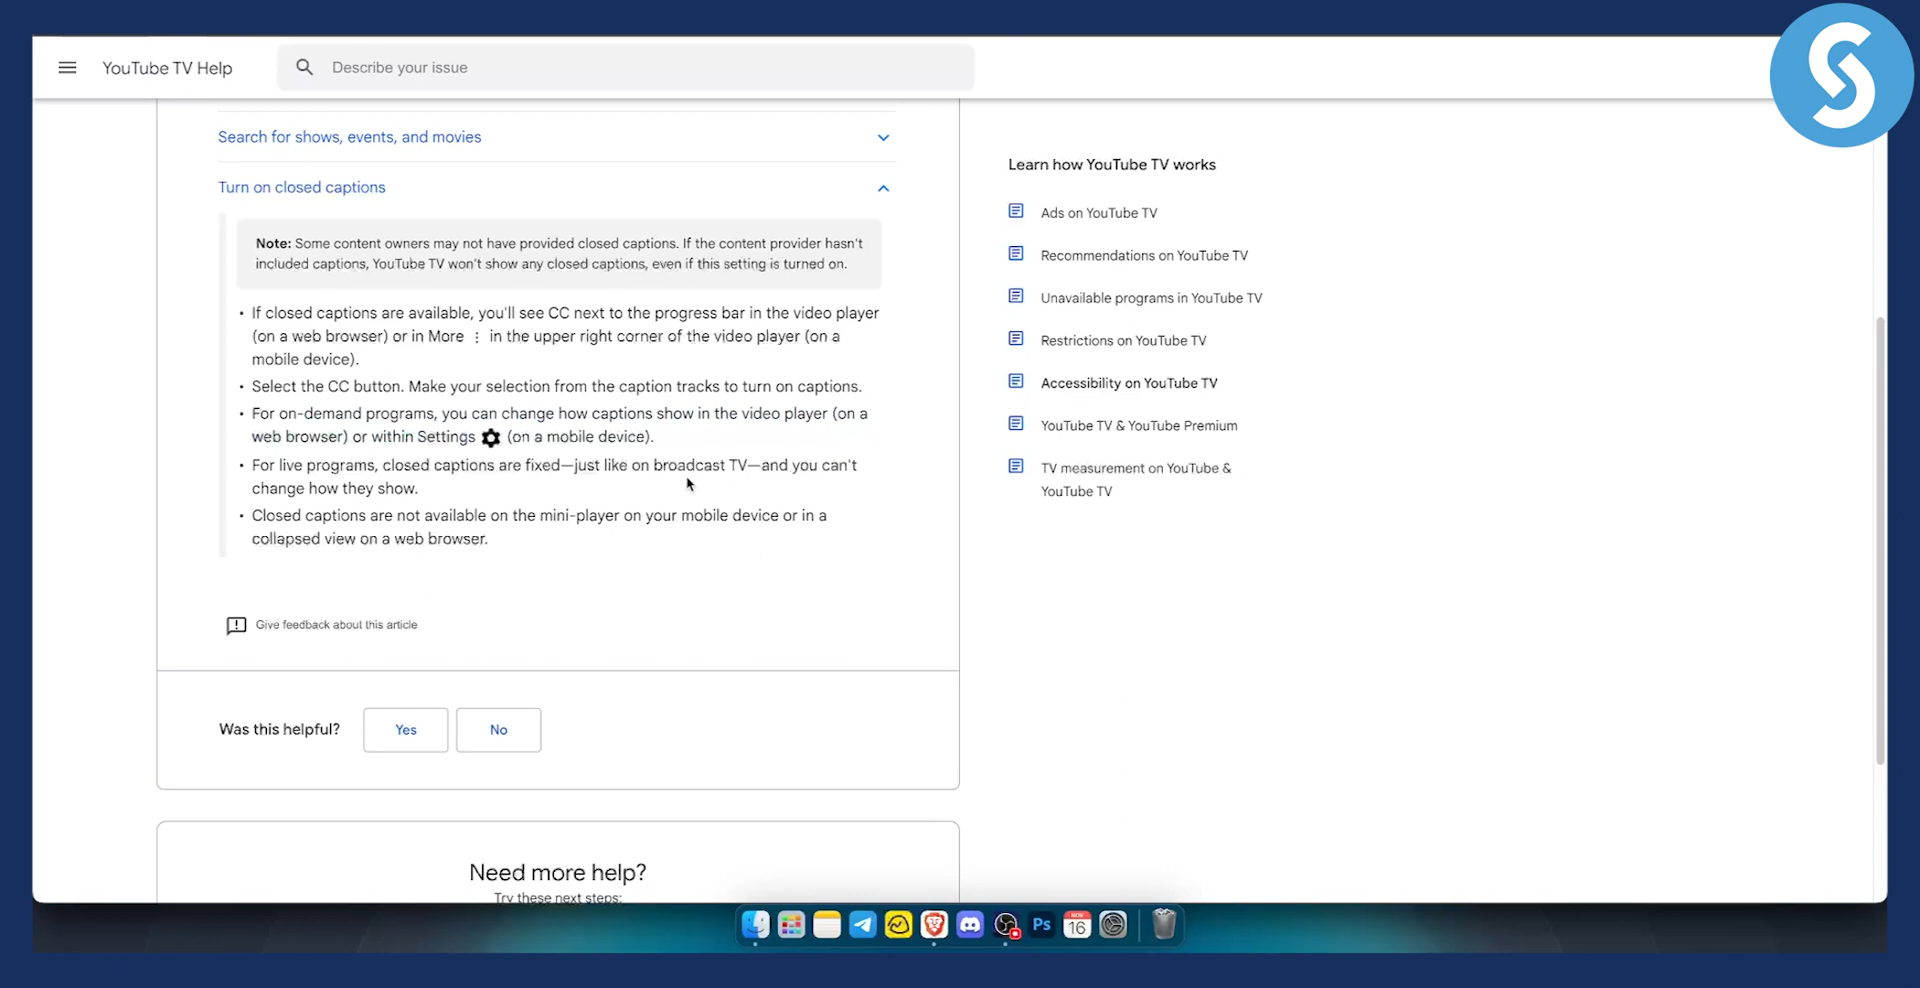 YouTube TV Help
Describe your issue
Search for shows, events, and movies
Turn on closed captions
Note: Some content owners may not have provided closed captions. If the content provider hasn't
included captions, YouTube TV won't show any closed captions, even if this setting is turned on.
• If closed captions are available, you'll see CC next to the progress bar in the video player
(on a web browser) or in More ⋮ in the upper right corner of the video player (on a
mobile device).
• Select the CC button. Make your selection from the caption tracks to turn on captions.
• For on-demand programs, you can change how captions show in the video player (on a
web browser) or within Settings (on a mobile device).
• For live programs, closed captions are fixed—just like on broadcast TV—and you can't
change how they show.
• Closed captions are not available on the mini-player on your mobile device or in a
collapsed view on a web browser.
Give feedback about this article
Was this helpful?
Yes
No
Need more help?
Try these next steps:
Learn how YouTube TV works
Ads on YouTube TV
Recommendations on YouTube TV
Unavailable programs in YouTube TV
Restrictions on YouTube TV
Accessibility on YouTube TV
YouTube TV & YouTube Premium
TV measurement on YouTube &
YouTube TV
S
Ps
NOV
16